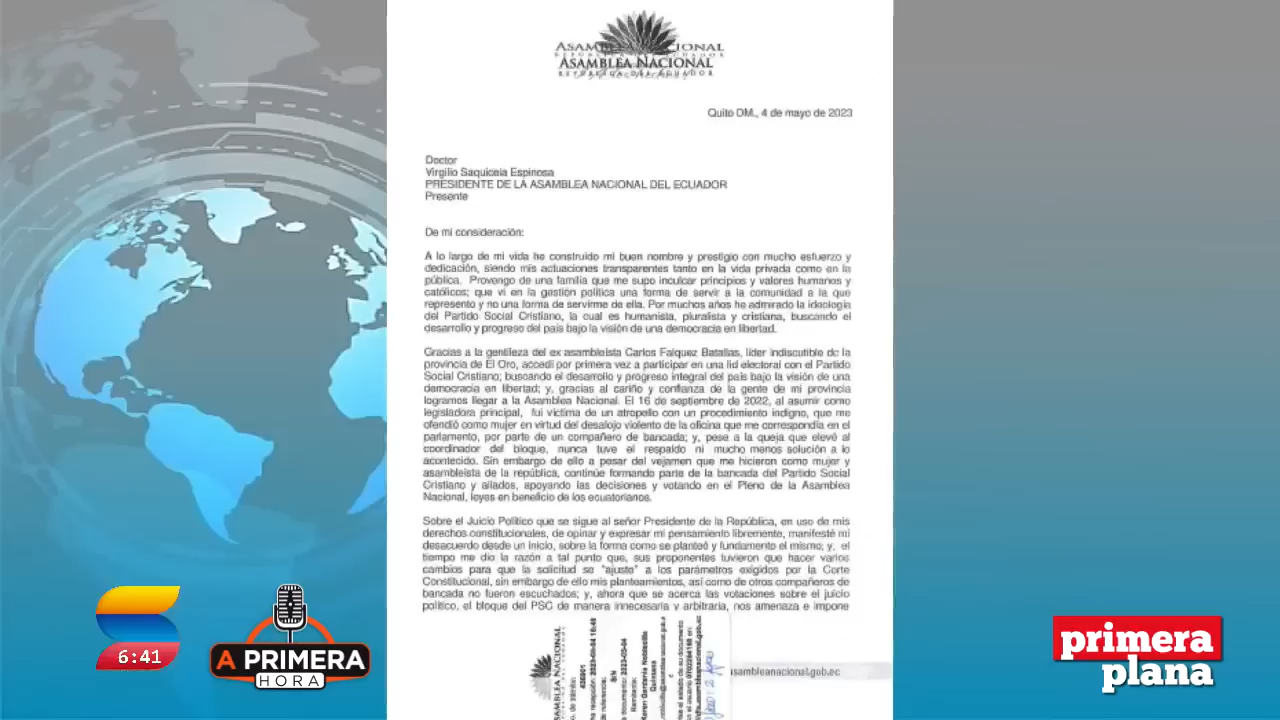 ASAMBLEA NACIONAL
REPÚBLICA DEL ECUADOR
Quito DM., 4 de mayo de 2023
Doctor
Virgilio Saquicela Espinosa
PRESIDENTE DE LA ASAMBLEA NACIONAL DEL ECUADOR
Presente
De mi consideración:
A lo largo de mi vida he construido mi buen nombre y prestigio con mucho esfuerzo y
dedicación, siendo mis actuaciones transparentes tanto en la vida privada como en la
pública. Provengo de una familia que me supo inculcar principios y valores humanos y
católicos; que vi en la gestión política una forma de servir a la comunidad a la que
represento y no una forma de servirme de ella. Por muchos años he admirado la ideología
del Partido Social Cristiano, la cual es humanista, pluralista y cristiana, buscando el
desarrollo y progreso del país bajo la visión de una democracia en libertad.
Gracias a la gentileza del ex asambleísta Carlos Falquez Batallas, líder indiscutible de la
provincia de El Oro, accedí por primera vez a participar en una lid electoral con el Partido
Social Cristiano; buscando el desarrollo y progreso integral del país bajo la visión de una
democracia en libertad; y, gracias al cariño y confianza de la gente de mi provincia
logramos llegar a la Asamblea Nacional. El 16 de septiembre de 2022, al asumir como
legisladora principal, fui víctima de un atropello con un procedimiento indigno, que me
ofendió como mujer en virtud del desalojo violento de la oficina que me correspondía en el
parlamento, por parte de un compañero de bancada; y, pese a la queja que elevé al
coordinador del bloque, nunca tuve el respaldo ni mucho menos solución a lo
acontecido. Sin embargo de ello a pesar del vejamen que me hicieron como mujer y
asambleísta de la república, continúe formando parte de la bancada del Partido Social
Cristiano y aliados, apoyando las decisiones y votando en el Pleno de la Asamblea
Nacional, leyes en beneficio de los ecuatorianos.
Sobre el Juicio Político que se sigue al señor Presidente de la República, en uso de mis
derechos constitucionales, de opinar y expresar mi pensamiento libremente, manifesté mi
desacuerdo desde un inicio, sobre la forma como se planteó y fundamento el mismo; y, el
tiempo me dio la razón a tal punto que, sus proponentes tuvieron que hacer varios
cambios para que la solicitud se "ajuste" a los parámetros exigidos por la Corte
Constitucional, sin embargo de ello mis planteamientos, así como de otros compañeros de
bancada no fueron escuchados; y, ahora que se acerca las votaciones sobre el juicio
político, el bloque del PSC de manera innecesaria y arbitraria, nos amenaza e impone
asambleanacional.gob.ec
6:41
A PRIMERA
HORA
primera
plana